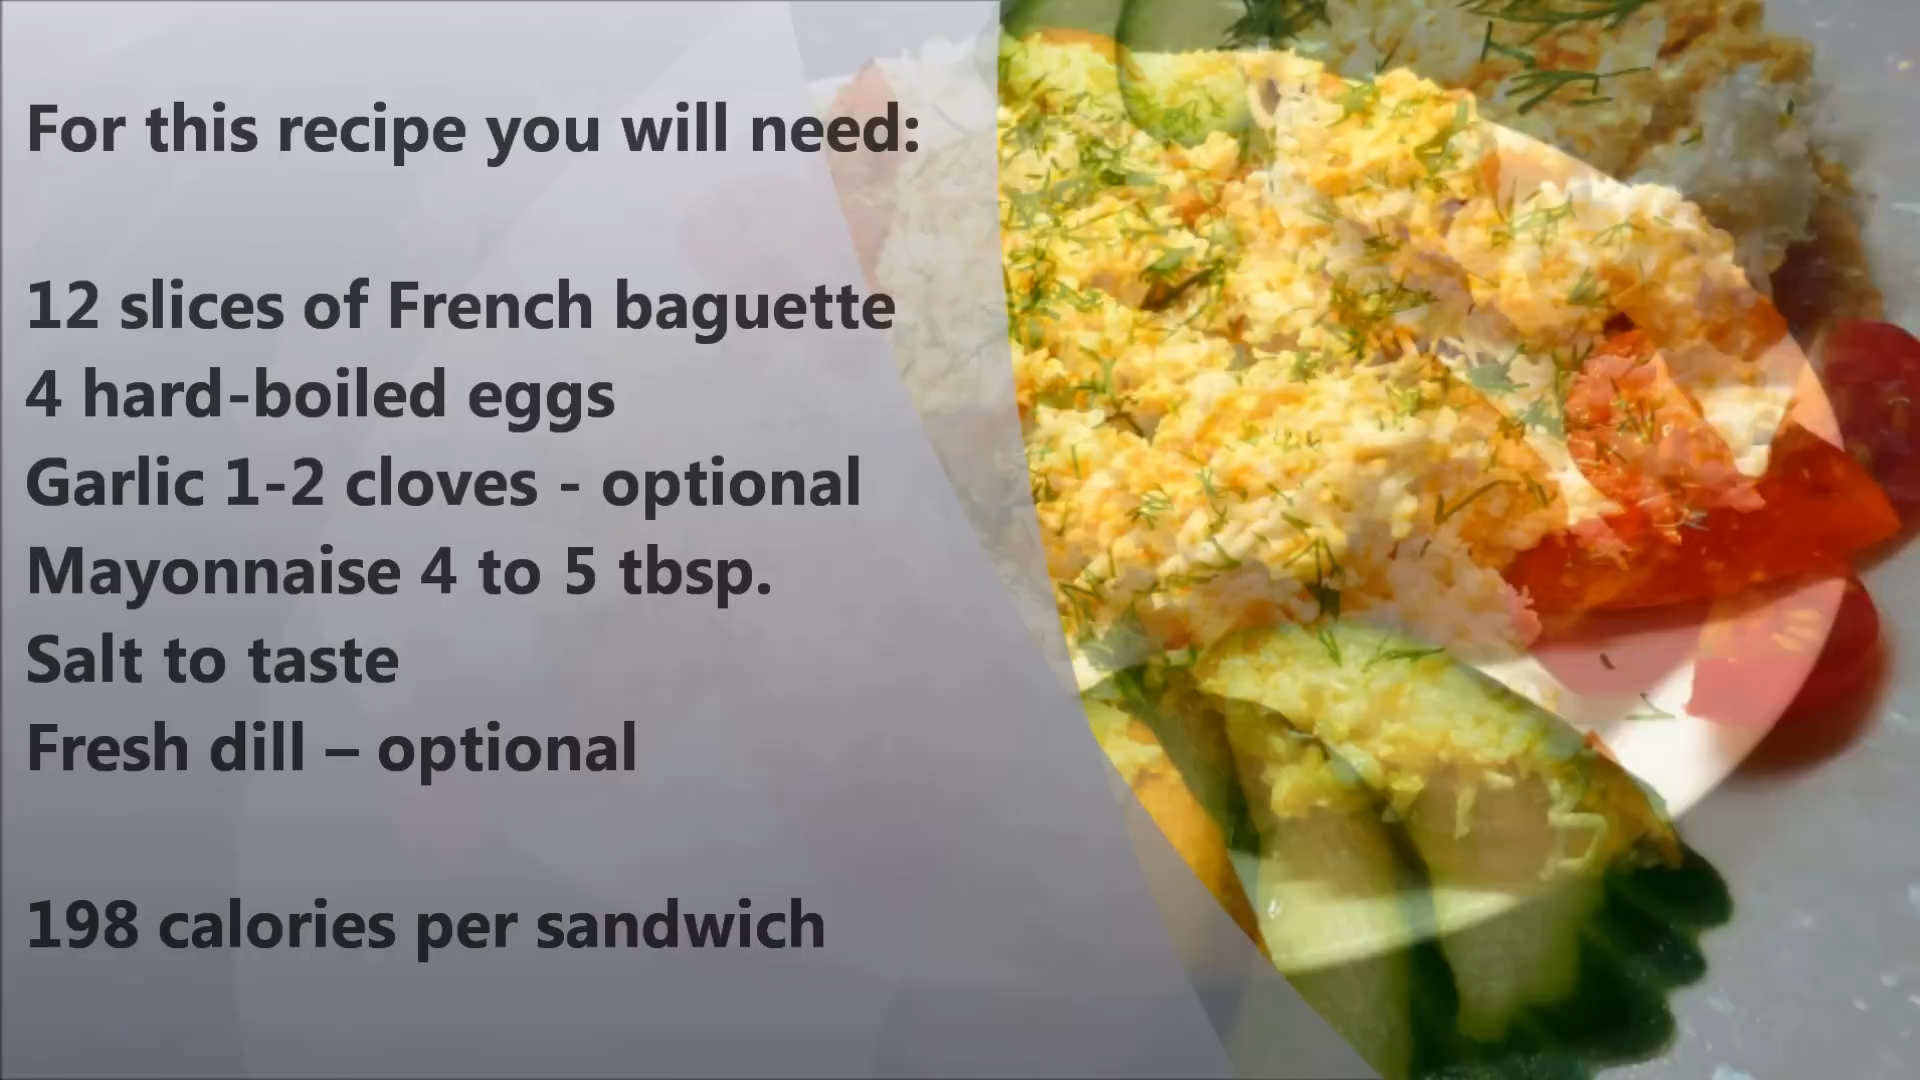 For this recipe you will need:
12 slices of French baguette
4 hard-boiled eggs
Garlic 1-2 cloves - optional
Mayonnaise 4 to 5 tbsp.
Salt to taste
Fresh dill – optional
198 calories per sandwich